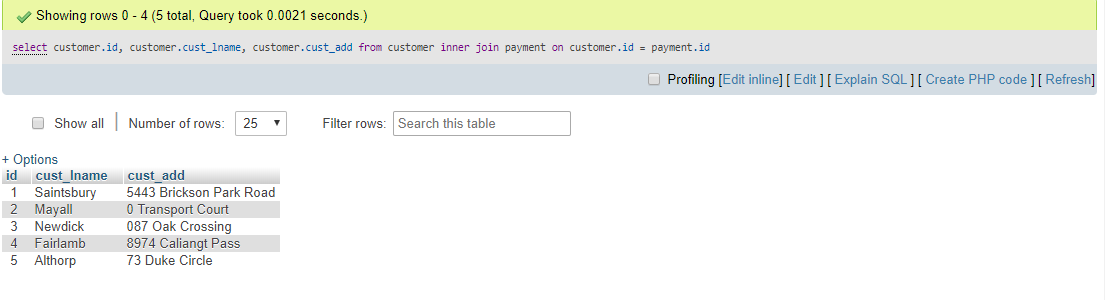 Showing rows 0 - 4 (5 total, Query took 0.0021 seconds.)
select customer.id, customer.cust_lname, customer.cust_add from customer inner join payment on customer.id = payment.id
Profiling [Edit inline] [ Edit ] [ Explain SQL ] [ Create PHP code ] [ Refresh]
Show all | Number of rows: 25 Filter rows: Search this table
+ Options
id cust_lname cust_add
1 Saintsbury 5443 Brickson Park Road
2 Mayall 0 Transport Court
3 Newdick 087 Oak Crossing
4 Fairlamb 8974 Caliangt Pass
5 Althorp 73 Duke Circle